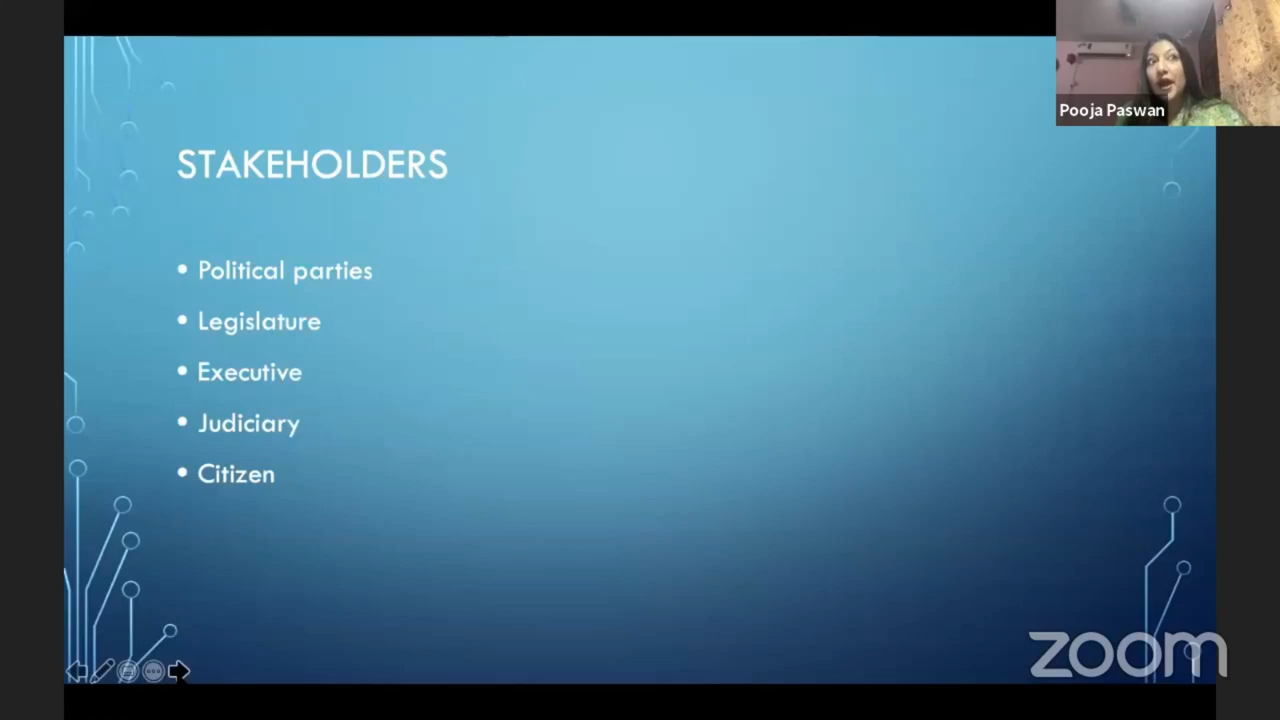 Pooja Paswan
STAKEHOLDERS
• Political parties
• Legislature
• Executive
• Judiciary
• Citizen
zoom